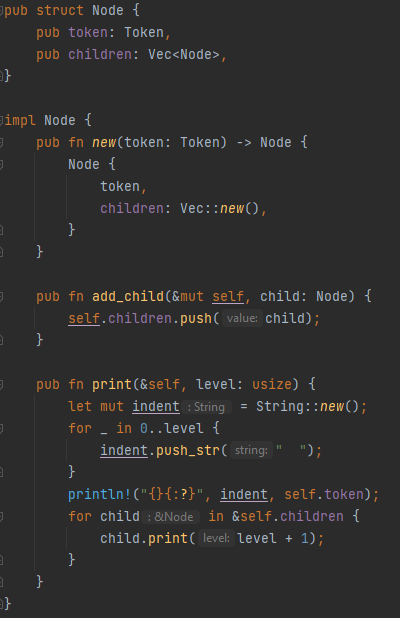 pub struct Node {
    pub token: Token,
    pub children: Vec<Node>,
}

impl Node {
    pub fn new(token: Token) -> Node {
        Node {
            token,
            children: Vec::new(),
        }
    }

    pub fn add_child(&mut self, child: Node) {
        self.children.push( value: child);
    }

    pub fn print(&self, level: usize) {
        let mut indent : String = String::new();
        for _ in 0..level {
            indent.push_str( string: "  ");
        }
        println!("{}{:?}", indent, self.token);
        for child : &Node in &self.children {
            child.print( level: level + 1);
        }
    }
}